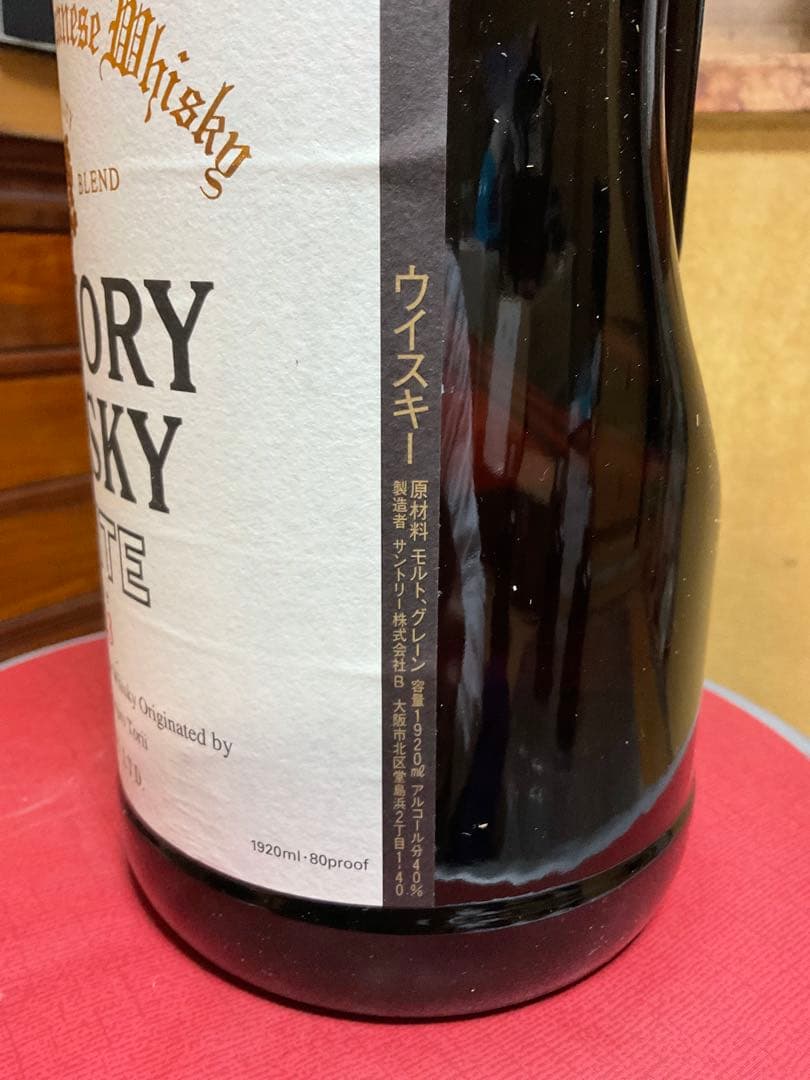 Whisky
BLEND
ORY
SKY
TE
Originated by
Torii
1920ml·80proof
ウイスキー
原材料 モルト、グレーン 容量1920㎖ アルコール分40%
製造者 サントリー株式会社B 大阪市北区堂島浜2丁目1-40